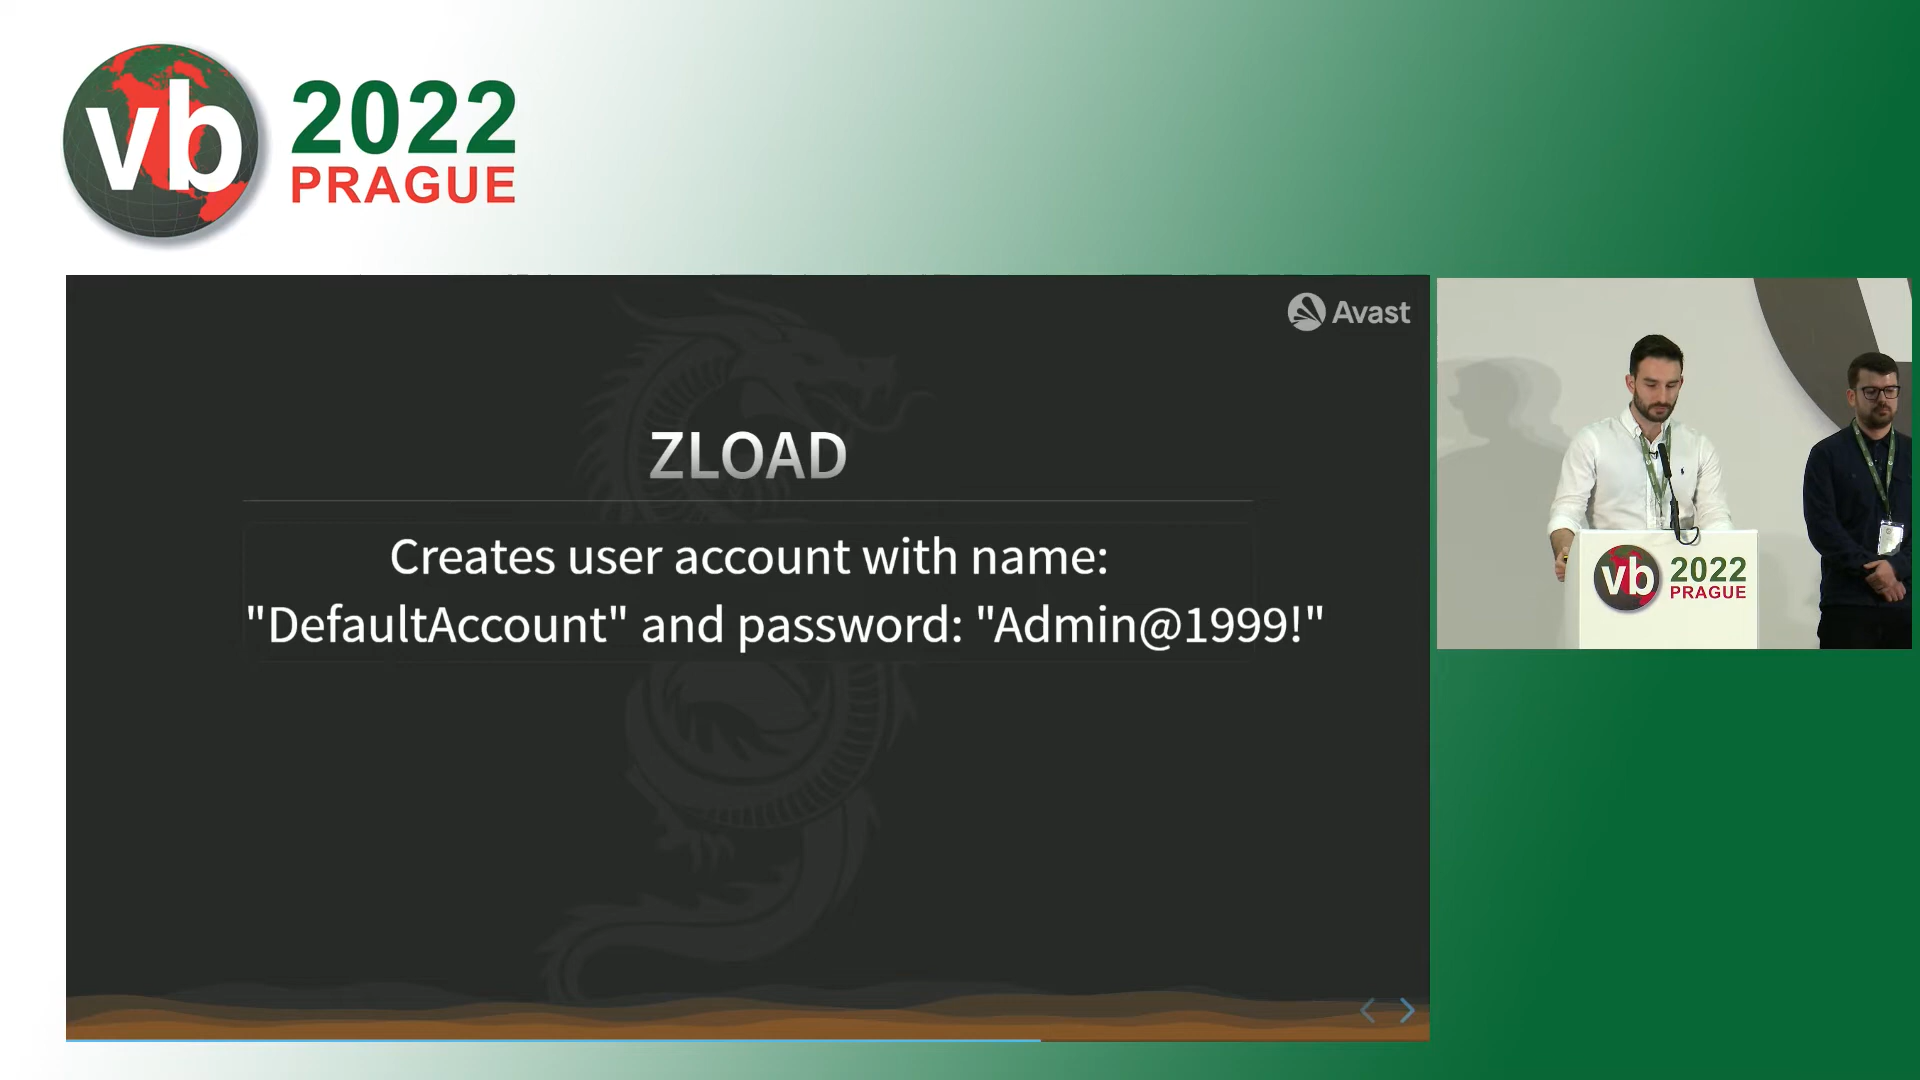 vb
2022
PRAGUE
Avast
ZLOAD
Creates user account with name:
"DefaultAccount" and password: "Admin@1999!"
vb
2022
PRAGUE